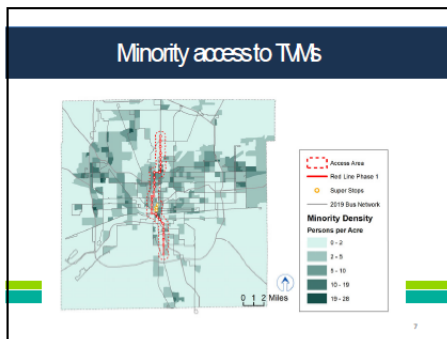 Minority access to TVMs
Access Area
Red Line Phase 1
Super Stops
2019 Bus Network
Minority Density
Persons per Acre
0 - 2
2 - 5
5 - 10
10 - 19
19 - 28
0 1 2 Miles
7